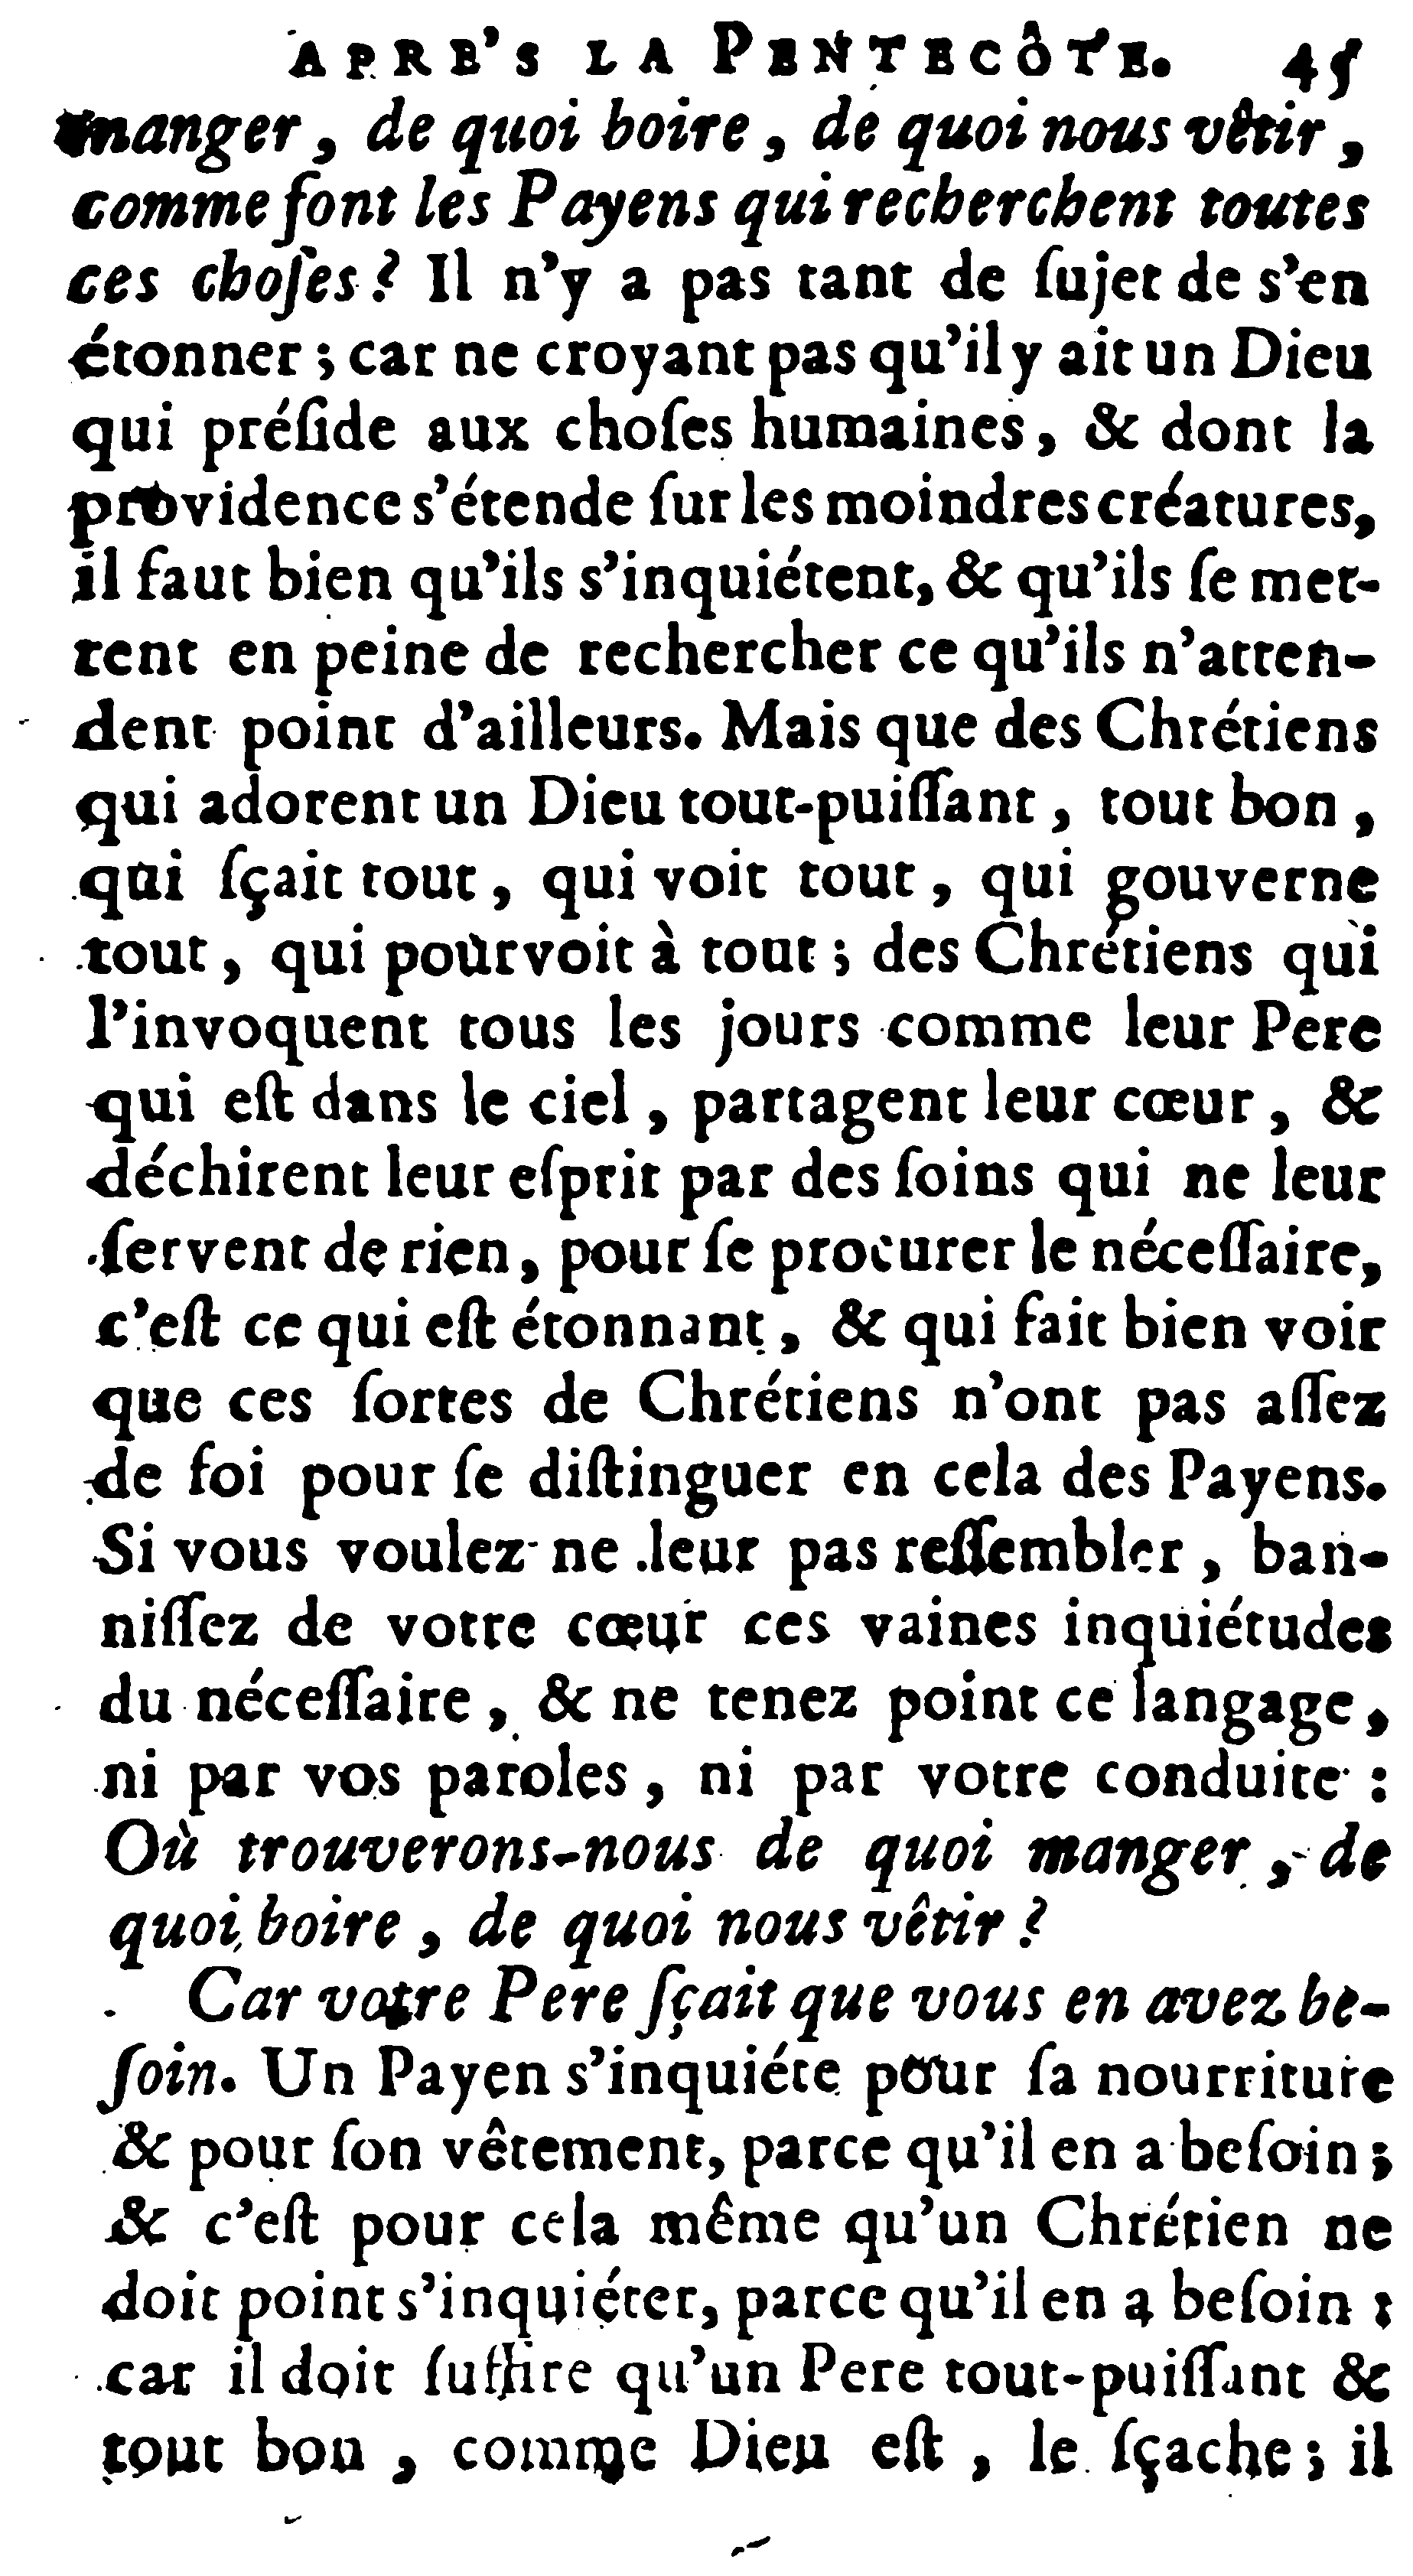 APRE'S LA PENTECÔTE. 45
manger, de quoi boire, de quoi nous vêtir,
comme font les Payens qui recherchent toutes
ces choſes? Il n'y a pas tant de ſujet de s'en
étonner; car ne croyant pas qu'il y ait un Dieu
qui préſide aux choſes humaines, & dont la
providence s'étende ſur les moindres créatures,
il faut bien qu'ils s'inquiétent, & qu'ils ſe met-
tent en peine de rechercher ce qu'ils n'atten-
dent point d'ailleurs. Mais que des Chrétiens
qui adorent un Dieu tout-puiſſant, tout bon,
qui ſçait tout, qui voit tout, qui gouverne
tout, qui pourvoit à tout; des Chrétiens qui
l'invoquent tous les jours comme leur Pere
qui eſt dans le ciel, partagent leur cœur, &
déchirent leur eſprit par des ſoins qui ne leur
ſervent de rien, pour ſe procurer le néceſſaire,
c'eſt ce qui eſt étonnant, & qui fait bien voir
que ces ſortes de Chrétiens n'ont pas aſſez
de foi pour ſe diſtinguer en cela des Payens.
Si vous voulez ne leur pas reſſembler, ban-
niſſez de votre cœur ces vaines inquiétudes
du néceſſaire, & ne tenez point ce langage,
ni par vos paroles, ni par votre conduite :
Où trouverons-nous de quoi manger, de
quoi boire, de quoi nous vêtir?
Car votre Pere ſçait que vous en avez be-
ſoin. Un Payen s'inquiéte pour ſa nourriture
& pour ſon vêtement, parce qu'il en a beſoin;
& c'eſt pour cela même qu'un Chrétien ne
doit point s'inquiéter, parce qu'il en a beſoin :
car il doit ſuffire qu'un Pere tout-puiſſant &
tout bon, comme Dieu eſt, le ſçache; il